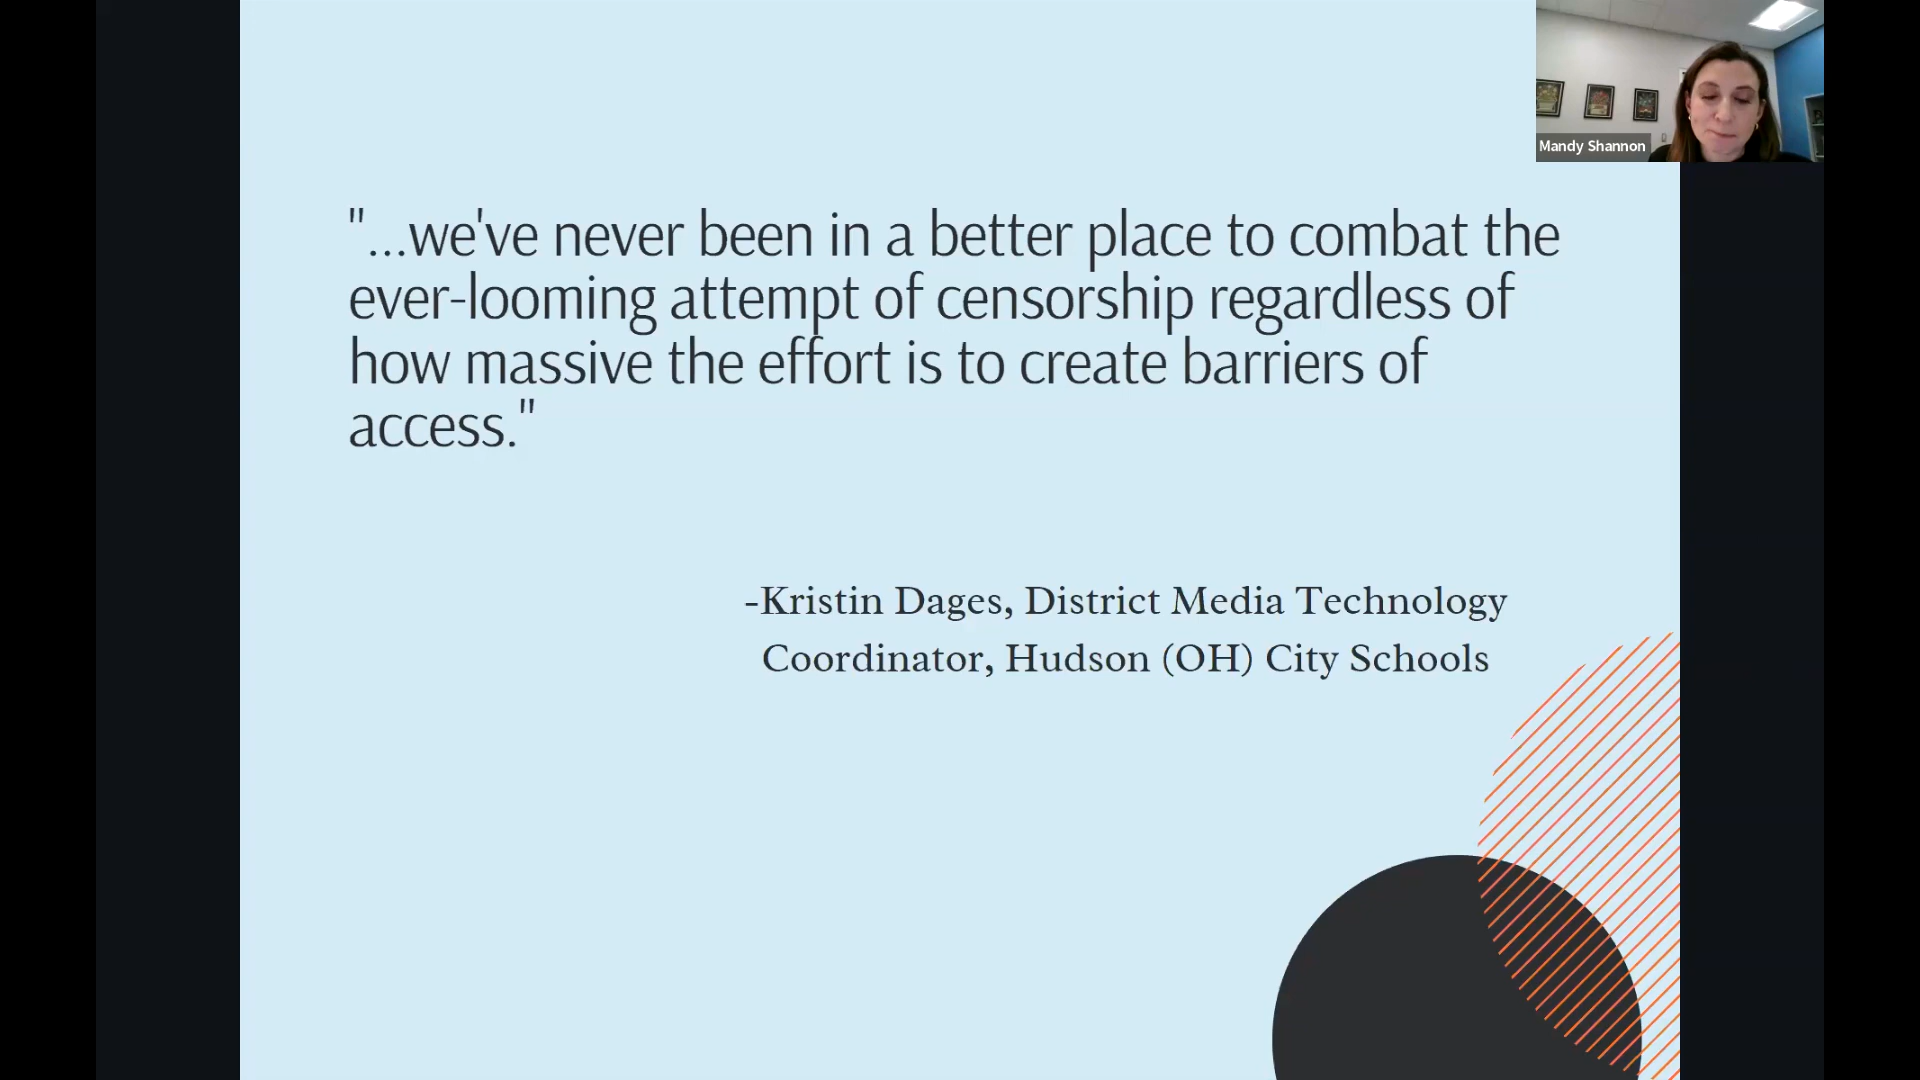 "...we've never been in a better place to combat the
ever-looming attempt of censorship regardless of
how massive the effort is to create barriers of
access."
-Kristin Dages, District Media Technology
Coordinator, Hudson (OH) City Schools
Mandy Shannon